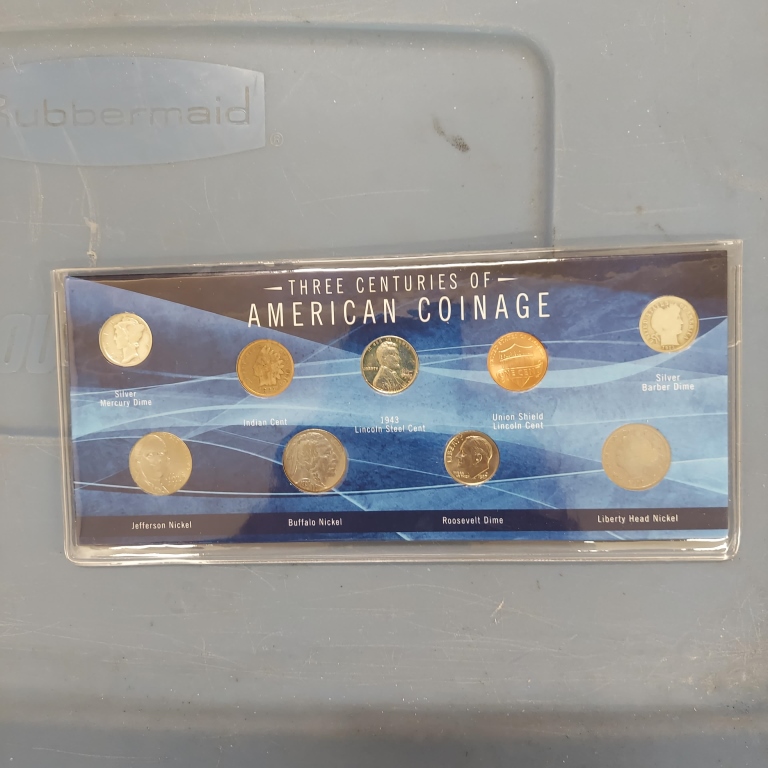 Rubbermaid
THREE CENTURIES OF
AMERICAN COINAGE
Silver
Mercury Dime
Indian Cent
1943
Lincoln Steel Cent
Union Shield
Lincoln Cent
Silver
Barber Dime
Jefferson Nickel
Buffalo Nickel
Roosevelt Dime
Liberty Head Nickel
LIBERTY